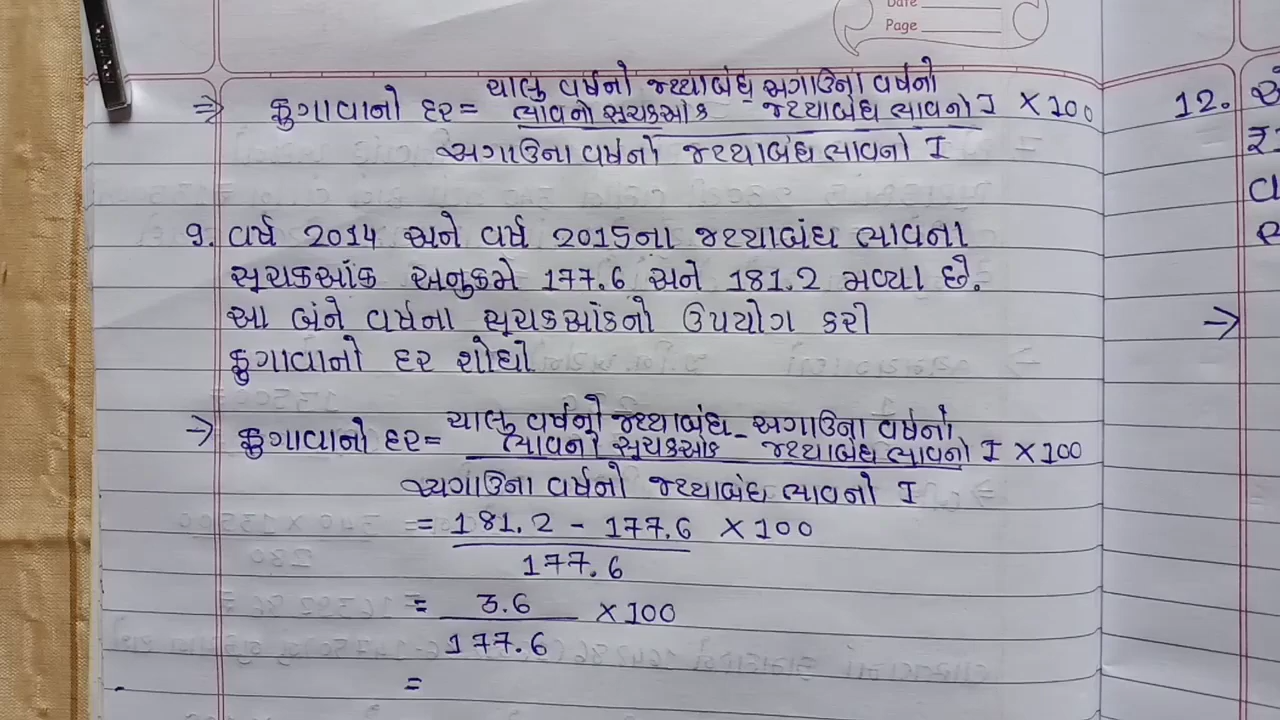 Date
Page
ચાલુ વર્ષનો જથ્થાબંધ - અગાઉના વર્ષનો
⇒ ફુગાવાનો દર = ભાવનો સૂચકઆંક જથ્થાબંધ ભાવનો I × 100
અગાઉના વર્ષનો જથ્થાબંધ ભાવનો I
9. વર્ષ 2014 અને વર્ષ 2015ના જથ્થાબંધ ભાવના
સૂચકઆંક અનુક્રમે 177.6 અને 181.2 મળ્યા છે.
આ બંને વર્ષના સૂચકઆંકનો ઉપયોગ કરી
ફુગાવાનો દર શોધો
ચાલુ વર્ષનો જથ્થાબંધ - અગાઉના વર્ષનો
→ ફુગાવાનો દર = ભાવનો સૂચકઆંક જથ્થાબંધ ભાવનો I × 100
અગાઉના વર્ષનો જથ્થાબંધ ભાવનો I
= 181.2 - 177.6 × 100
177.6
= 3.6 × 100
177.6
=
12.
→